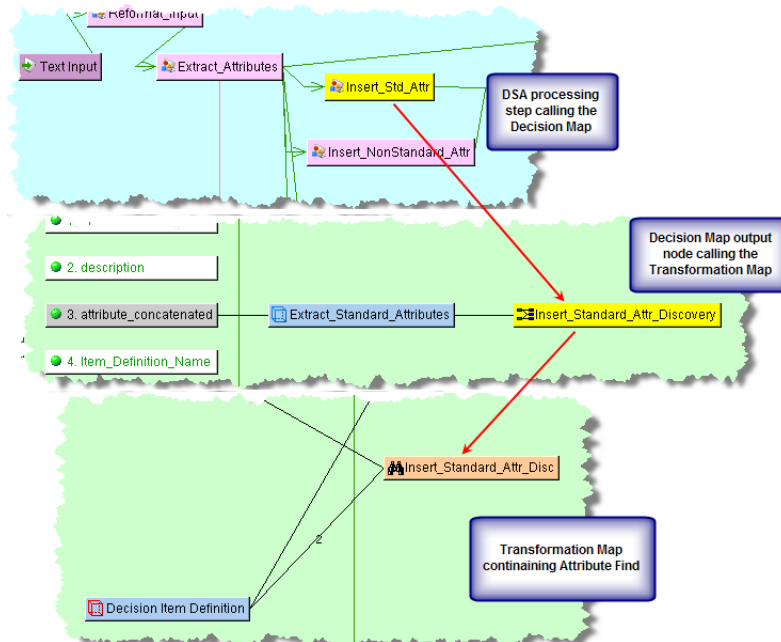 Reformat_Input
Text Input
Extract_Attributes
Insert_Std_Attr
Insert_NonStandard_Attr
DSA processing
step calling the
Decision Map
Decision Map output
node calling the
Transformation Map
2. description
3. attribute_concatenated
Extract_Standard_Attributes
Insert_Standard_Attr_Discovery
4. Item_Definition_Name
Insert_Standard_Attr_Disc
2
Transformation Map
continaining Attribute Find
Decision Item Definition